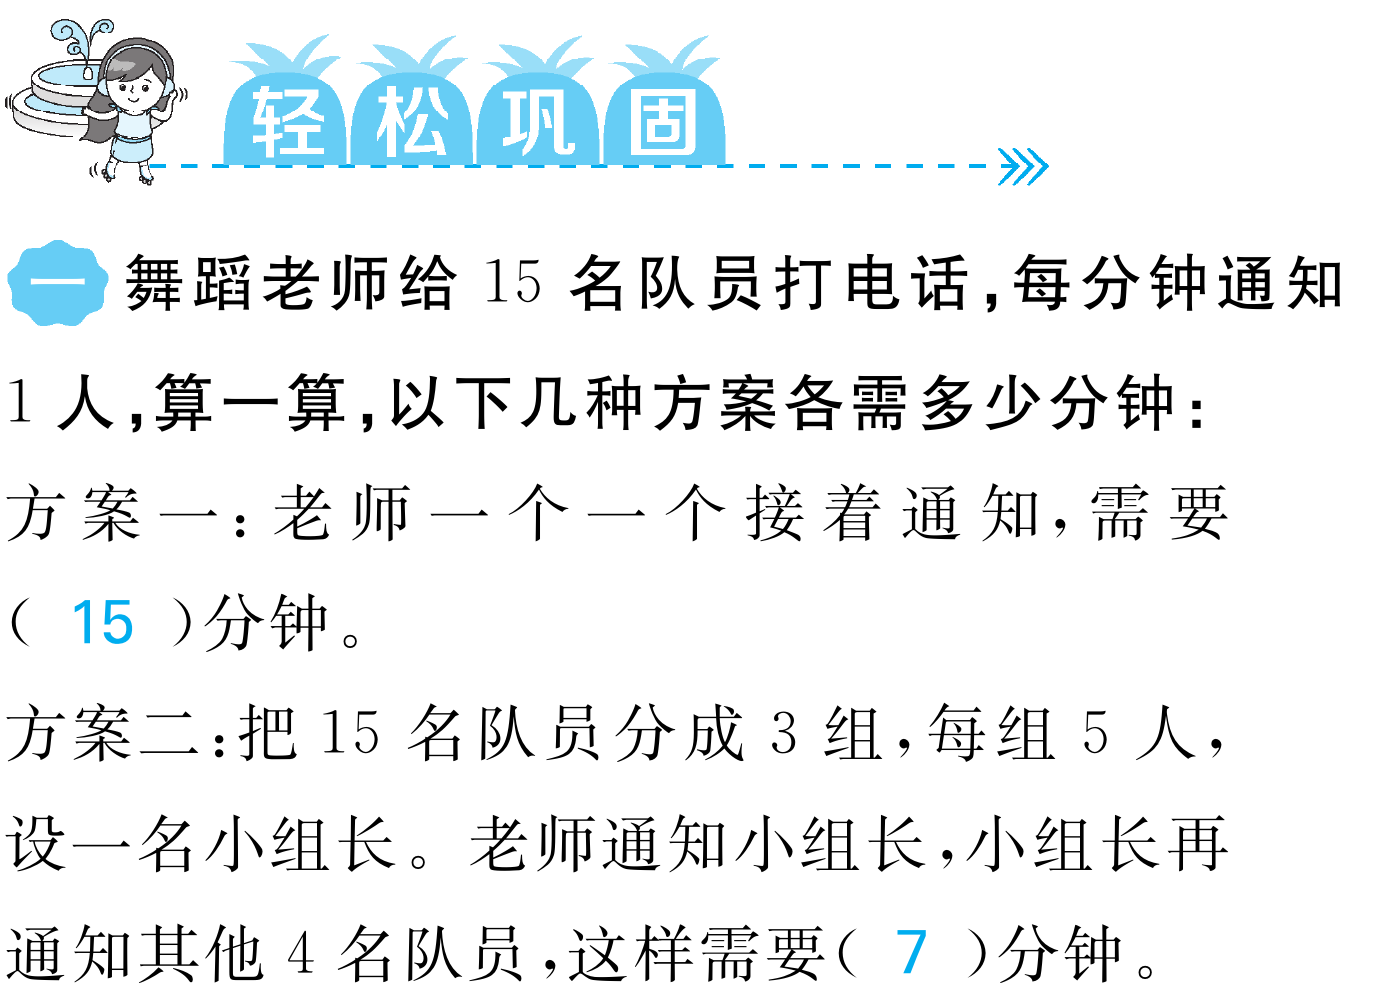 轻松巩固
一 舞蹈老师给 15 名队员打电话,每分钟通知
1 人,算一算,以下几种方案各需多少分钟:
方案一:老师一个一个接着通知,需要
( 15 )分钟。
方案二:把 15 名队员分成 3 组,每组 5 人,
设一名小组长。老师通知小组长,小组长再
通知其他 4 名队员,这样需要( 7 )分钟。